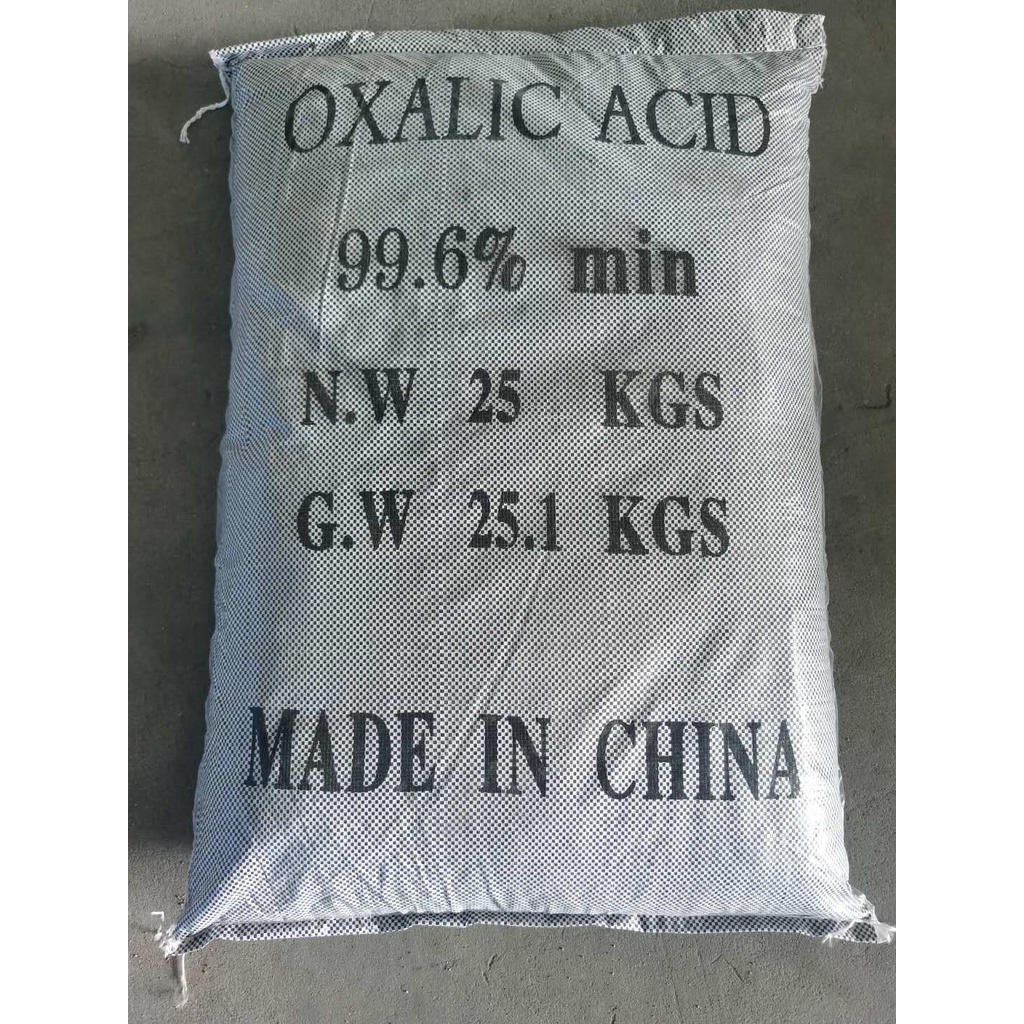 OXALIC ACID
99.6% min
N.W 25 KGS
G.W 25.1 KGS
MADE IN CHINA